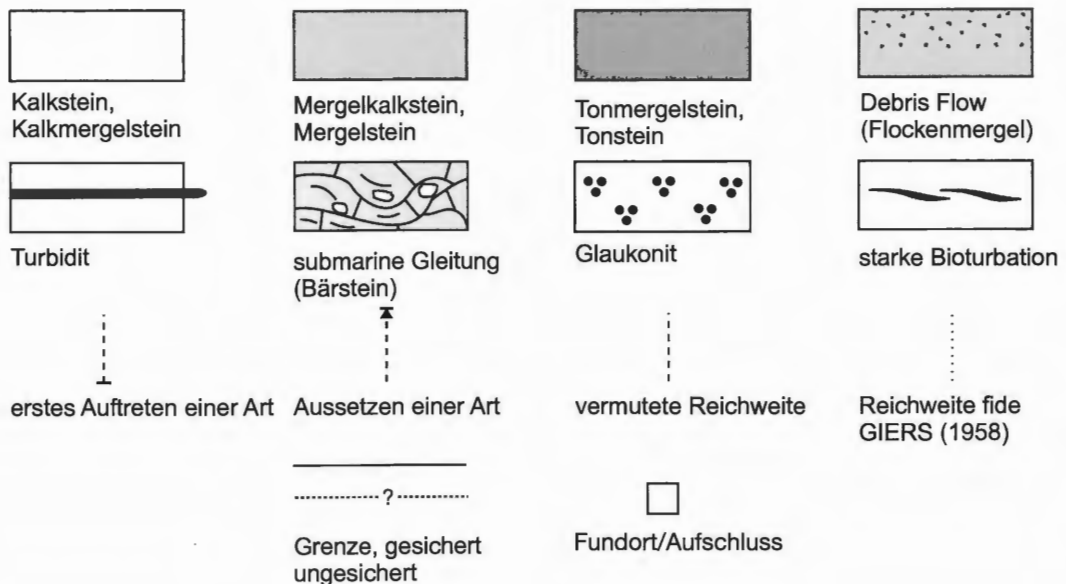 Kalkstein,
Kalkmergelstein
Mergelkalkstein,
Mergelstein
Tonmergelstein,
Tonstein
Debris Flow
(Flockenmergel)
Turbidit
submarine Gleitung
(Bärstein)
Glaukonit
starke Bioturbation
erstes Auftreten einer Art
Aussetzen einer Art
vermutete Reichweite
Reichweite fide
GIERS (1958)
?
Grenze, gesichert
ungesichert
Fundort/Aufschluss